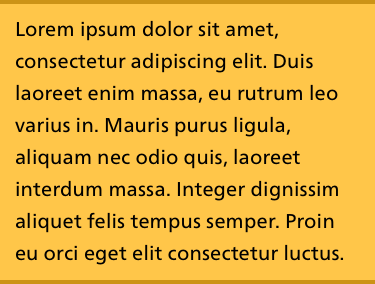 Lorem ipsum dolor sit amet,
consectetur adipiscing elit. Duis
laoreet enim massa, eu rutrum leo
varius in. Mauris purus ligula,
aliquam nec odio quis, laoreet
interdum massa. Integer dignissim
aliquet felis tempus semper. Proin
eu orci eget elit consectetur luctus.